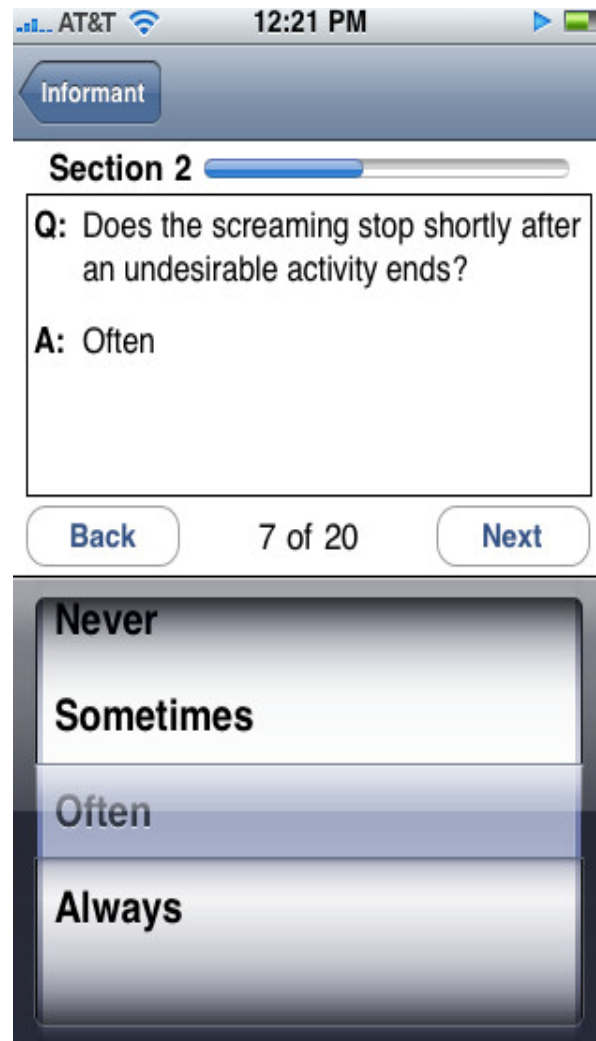 AT&T 12:21 PM
Informant
Section 2
Q: Does the screaming stop shortly after
an undesirable activity ends?
A: Often
Back 7 of 20 Next
Never
Sometimes
Often
Always